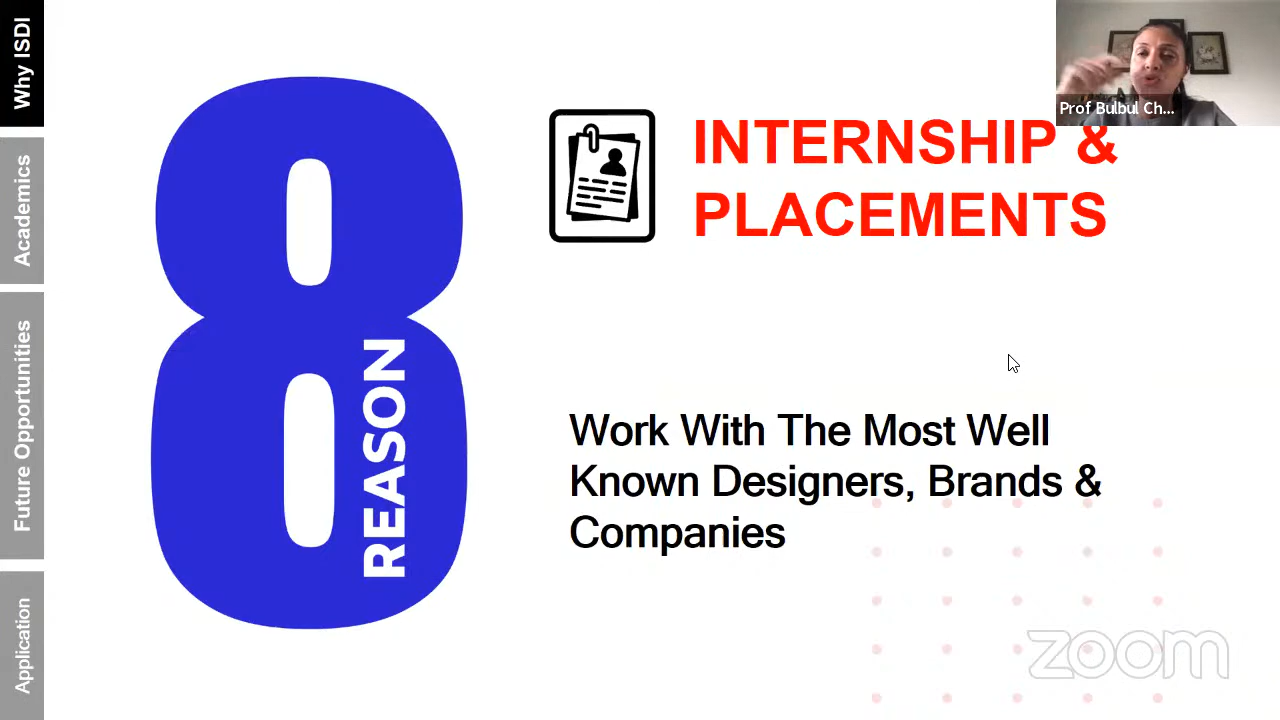 Why ISDI
Academics
Future Opportunities
Application
8
REASON
INTERNSHIP &
PLACEMENTS
Work With The Most Well
Known Designers, Brands &
Companies
Prof Bulbul Ch...
zoom